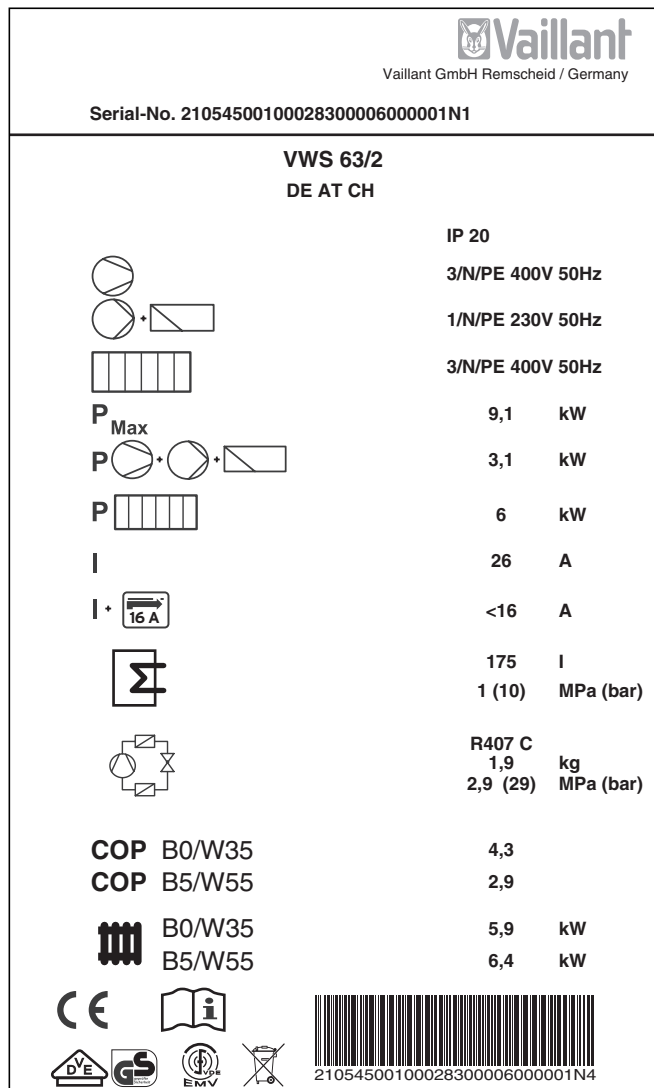 Vaillant
Vaillant GmbH Remscheid / Germany
Serial-No. 21054500100028300006000001N1
VWS 63/2
DE AT CH
IP 20
3/N/PE 400V 50Hz
+ 1/N/PE 230V 50Hz
3/N/PE 400V 50Hz
P Max 9,1 kW
P + + 3,1 kW
P 6 kW
I 26 A
I + 16 A <16 A
Σ 175 l
1 (10) MPa (bar)
R407 C
1,9 kg
2,9 (29) MPa (bar)
COP B0/W35 4,3
COP B5/W55 2,9
B0/W35 5,9 kW
B5/W55 6,4 kW
CE i
DVE GS VDE EMV
21054500100028300006000001N4